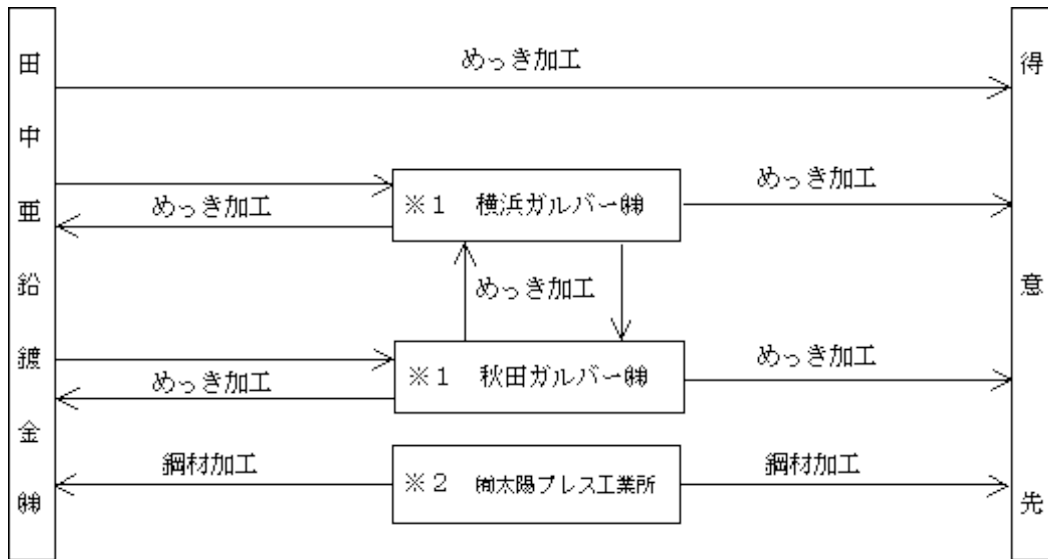 田中亜鉛鍍金㈱
めっき加工
得意先
めっき加工
※1 横浜ガルバー㈱
めっき加工
めっき加工
めっき加工
※1 秋田ガルバー㈱
めっき加工
鋼材加工
※2 ㈲太陽プレス工業所
鋼材加工